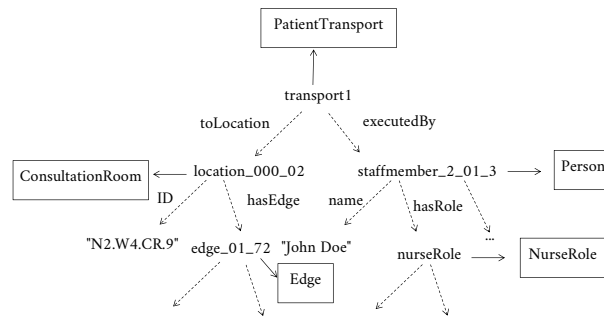 PatientTransport
transport1
toLocation
executedBy
ConsultationRoom
location_000_02
staffmember_2_01_3
Person
ID
hasEdge
name
hasRole
"N2.W4.CR.9"
edge_01_72
"John Doe"
nurseRole
...
NurseRole
Edge